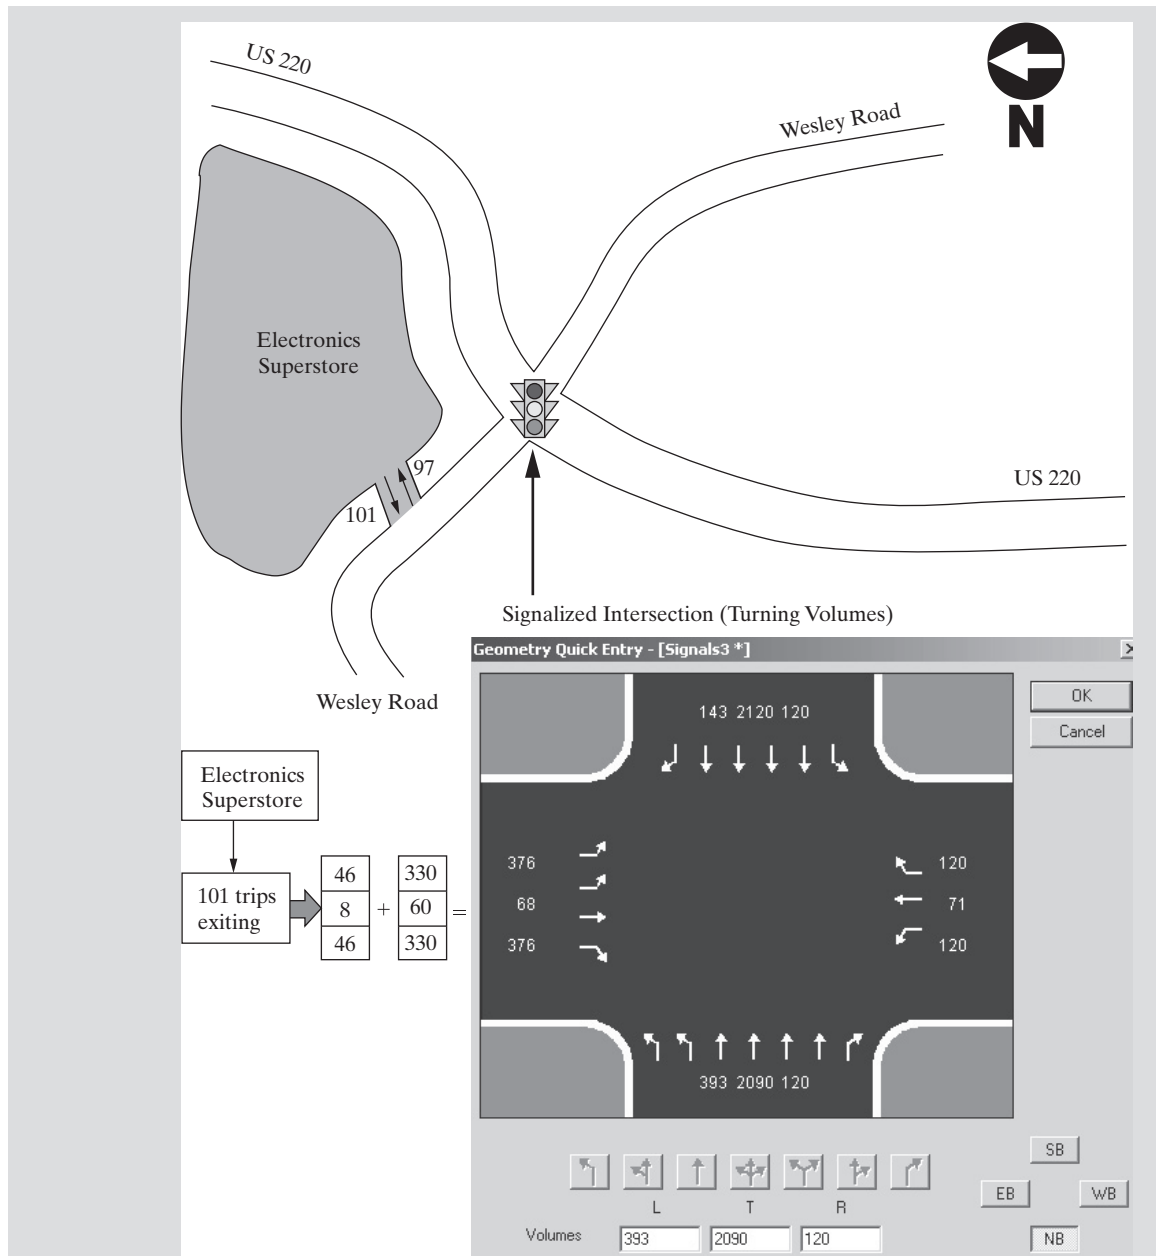 US 220
N
Wesley Road
Electronics
Superstore
97
101
US 220
Signalized Intersection (Turning Volumes)
Wesley Road
Geometry Quick Entry - [Signals3 *]
OK
Cancel
143 2120 120
Electronics
Superstore
101 trips
exiting
46
8
46
+
330
60
330
=
376
68
376
120
71
120
393 2090 120
L T R
Volumes 393 2090 120
SB
EB WB
NB